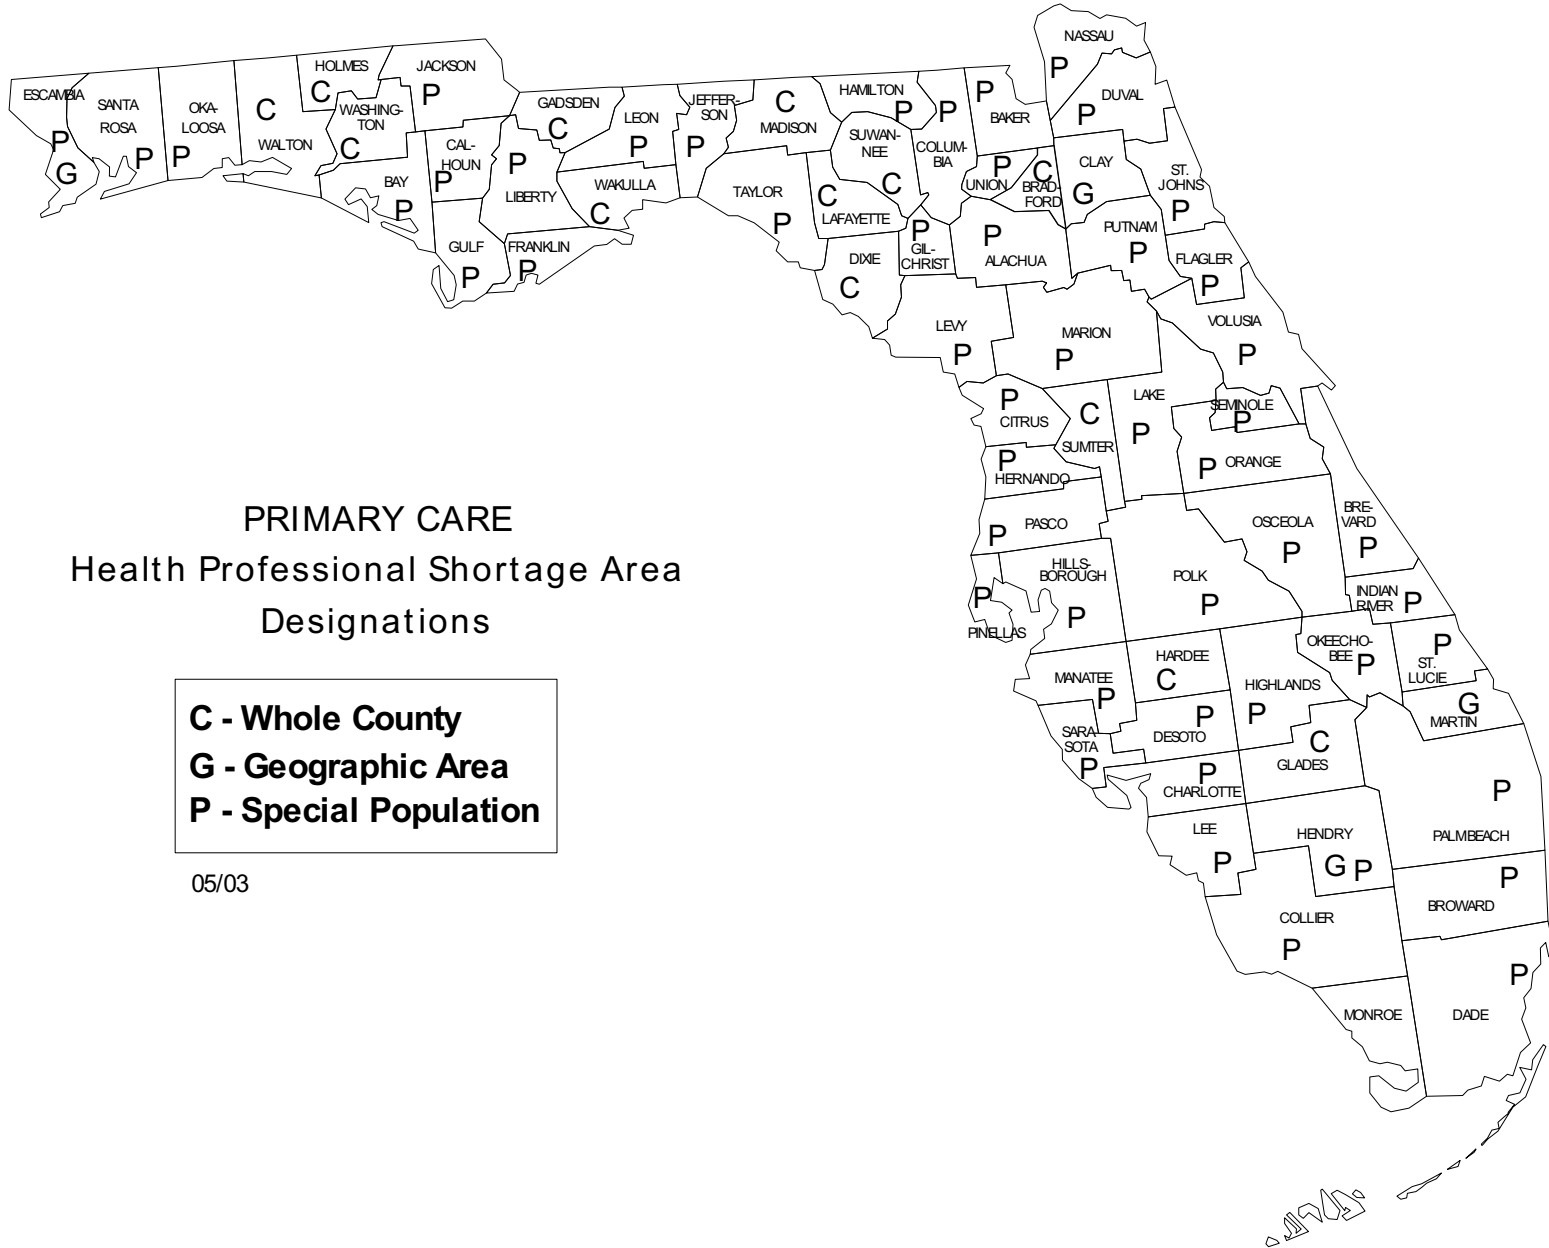 NASSAU
P
HOLMES
C
JACKSON
P
ESCAMBIA
P
G
SANTA
ROSA
P
OKA-
LOOSA
P
C
WALTON
WASHING-
TON
C
GADSDEN
C
LEON
P
JEFFER-
SON
P
C
MADISON
HAMILTON
P
P
COLUM-
BIA
P
BAKER
DUVAL
P
CAL-
HOUN
P
P
LIBERTY
BAY
P
WAKULLA
C
TAYLOR
P
SUWAN-
NEE
C
C
LAFAYETTE
P
UNION
C
BRAD-
FORD
CLAY
G
ST.
JOHNS
P
GULF
P
FRANKLIN
P
DIXIE
C
P
GIL-
CHRIST
P
ALACHUA
PUTNAM
P
FLAGLER
P
LEVY
P
MARION
P
VOLUSIA
P
P
CITRUS
C
SUMTER
LAKE
P
SEMINOLE
P
P
HERNANDO
P
ORANGE
PRIMARY CARE
Health Professional Shortage Area
Designations
C - Whole County
G - Geographic Area
P - Special Population
05/03
PASCO
P
OSCEOLA
P
BRE-
VARD
P
HILLS-
BOROUGH
P
P
PINELLAS
POLK
P
INDIAN
RIVER
P
MANATEE
P
HARDEE
C
HIGHLANDS
P
OKEECHO-
BEE
P
P
ST.
LUCIE
G
MARTIN
SARA
SOTA
P
P
DESOTO
C
GLADES
P
CHARLOTTE
P
PALM BEACH
LEE
P
HENDRY
G P
P
BROWARD
COLLIER
P
P
MONROE
DADE